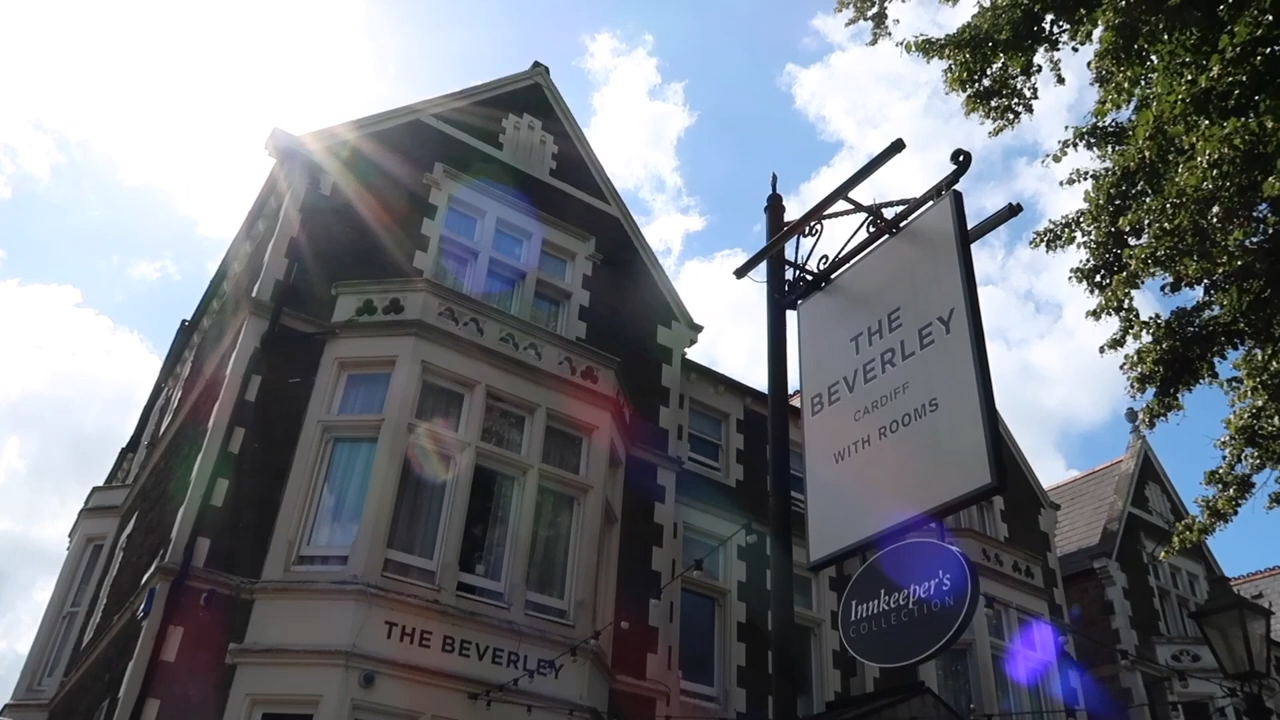 THE
BEVERLEY
CARDIFF
WITH ROOMS
Innkeeper's
COLLECTION
THE BEVERLEY